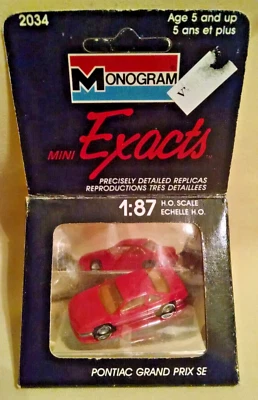 2034
Age 5 and up
5 ans et plus
MONOGRAM
MINI Exacts
PRECISELY DETAILED REPLICAS
REPRODUCTIONS TRES DETAILLEES
1:87 H.O. SCALE
ECHELLE H.O.
PONTIAC GRAND PRIX SE